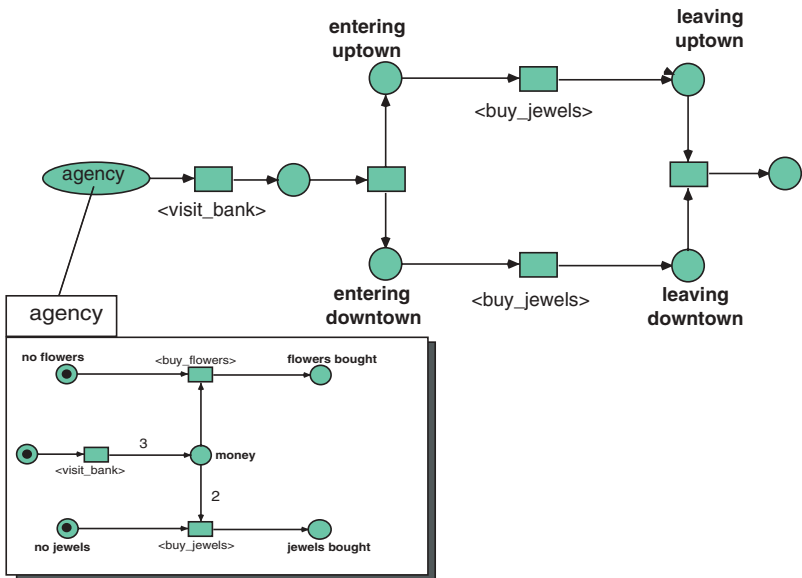 entering
uptown
leaving
uptown
<buy_jewels>
agency
<visit_bank>
entering
downtown
<buy_jewels>
leaving
downtown
agency
no flowers
<buy_flowers>
flowers bought
3
money
<visit_bank>
2
no jewels
<buy_jewels>
jewels bought